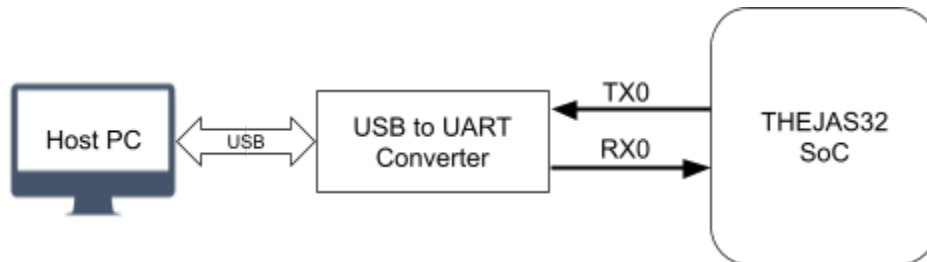 Host PC
USB
USB to UART
Converter
TX0
RX0
THEJAS32
SoC